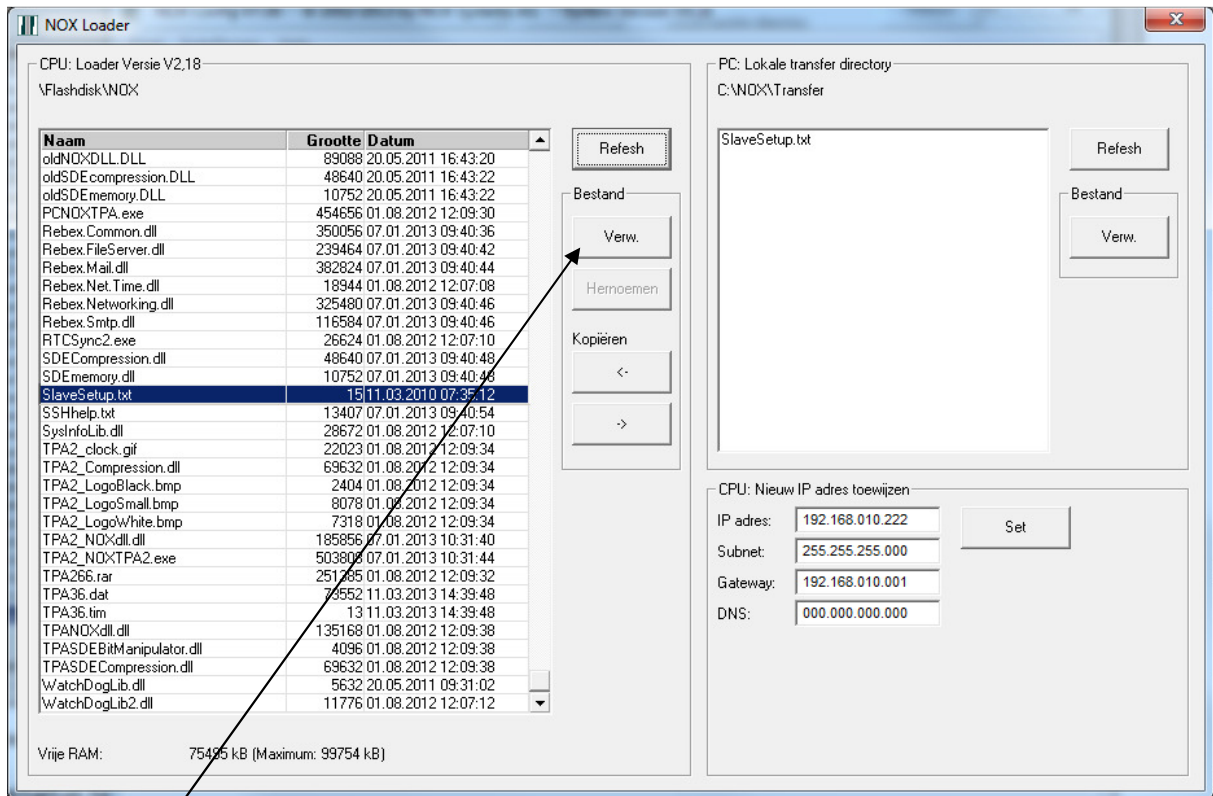 NOX Loader
CPU: Loader Versie V2,18
\Flashdisk\NOX
Naam Grootte Datum
oldNOXDLL.DLL 89088 20.05.2011 16:43:20
oldSDEcompression.DLL 48640 20.05.2011 16:43:22
oldSDEmemory.DLL 10752 20.05.2011 16:43:22
PCNOXTPA.exe 454656 01.08.2012 12:09:30
Rebex.Common.dll 350056 07.01.2013 09:40:36
Rebex.FileServer.dll 239464 07.01.2013 09:40:42
Rebex.Mail.dll 382824 07.01.2013 09:40:44
Rebex.Net.Time.dll 18944 01.08.2012 12:07:08
Rebex.Networking.dll 325480 07.01.2013 09:40:46
Rebex.Smtp.dll 116584 07.01.2013 09:40:46
RTCSync2.exe 26624 01.08.2012 12:07:10
SDECompression.dll 48640 07.01.2013 09:40:48
SDEmemory.dll 10752 07.01.2013 09:40:48
SlaveSetup.txt 15 11.03.2010 07:35:12
SSHhelp.txt 13407 07.01.2013 09:40:54
SysInfoLib.dll 28672 01.08.2012 12:07:10
TPA2_clock.gif 22023 01.08.2012 12:09:34
TPA2_Compression.dll 69632 01.08.2012 12:09:34
TPA2_LogoBlack.bmp 2404 01.08.2012 12:09:34
TPA2_LogoSmall.bmp 8078 01.08.2012 12:09:34
TPA2_LogoWhite.bmp 7318 01.08.2012 12:09:34
TPA2_NOXdll.dll 185856 07.01.2013 10:31:40
TPA2_NOXTPA2.exe 503808 07.01.2013 10:31:44
TPA266.rar 251385 01.08.2012 12:09:32
TPA36.dat 73552 11.03.2013 14:39:48
TPA36.tim 13 11.03.2013 14:39:48
TPANOXdll.dll 135168 01.08.2012 12:09:38
TPASDEBitManipulator.dll 4096 01.08.2012 12:09:38
TPASDECompression.dll 69632 01.08.2012 12:09:38
WatchDogLib.dll 5632 20.05.2011 09:31:02
WatchDogLib2.dll 11776 01.08.2012 12:07:12
Vrije RAM: 75495 kB (Maximum: 99754 kB)
Refesh
Bestand
Verw.
Hernoemen
Kopiëren
<-
->
PC: Lokale transfer directory
C:\NOX\Transfer
SlaveSetup.txt
Refesh
Bestand
Verw.
CPU: Nieuw IP adres toewijzen
IP adres: 192.168.010.222
Set
Subnet: 255.255.255.000
Gateway: 192.168.010.001
DNS: 000.000.000.000